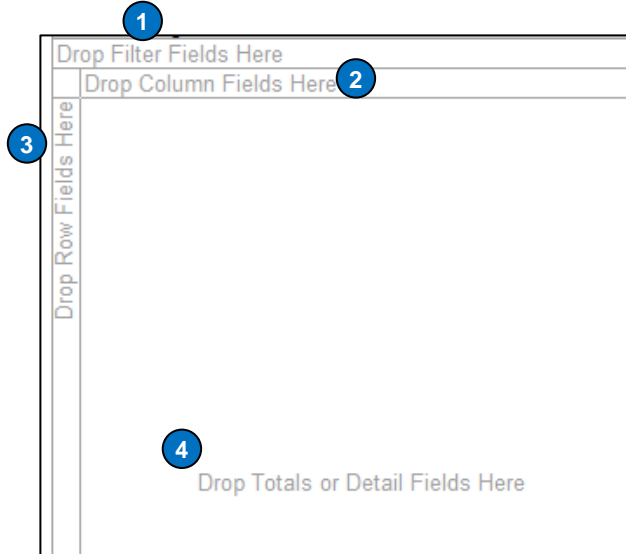 1
Drop Filter Fields Here
Drop Column Fields Here
2
3
Drop Row Fields Here
4
Drop Totals or Detail Fields Here